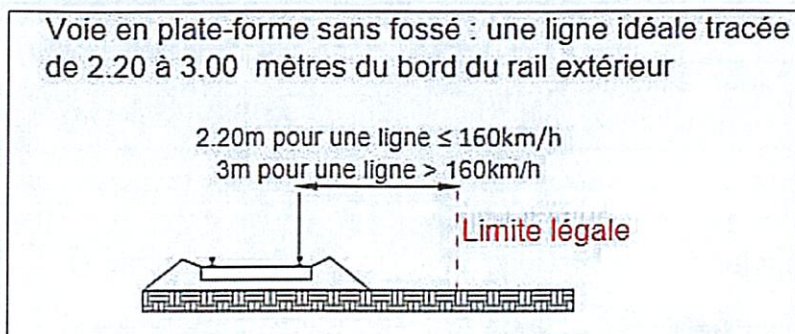 Voie en plate-forme sans fossé : une ligne idéale tracée
de 2.20 à 3.00 mètres du bord du rail extérieur
2.20m pour une ligne ≤ 160km/h
3m pour une ligne > 160km/h
Limite légale